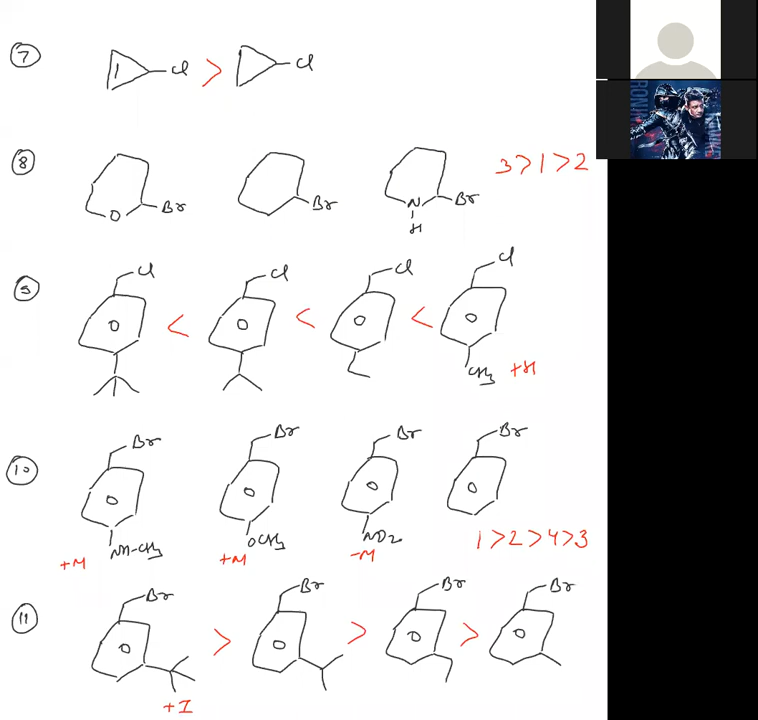 7 Cl > Cl
8 O Br Br N H Br 3>1>2
9 Cl < Cl < Cl < Cl
CH3 +H
10 Br Br Br Br
NH-CH3 OCH3 NO2
+M +M -M 1>2>4>3
11 Br > Br > Br > Br
+I
RONIN